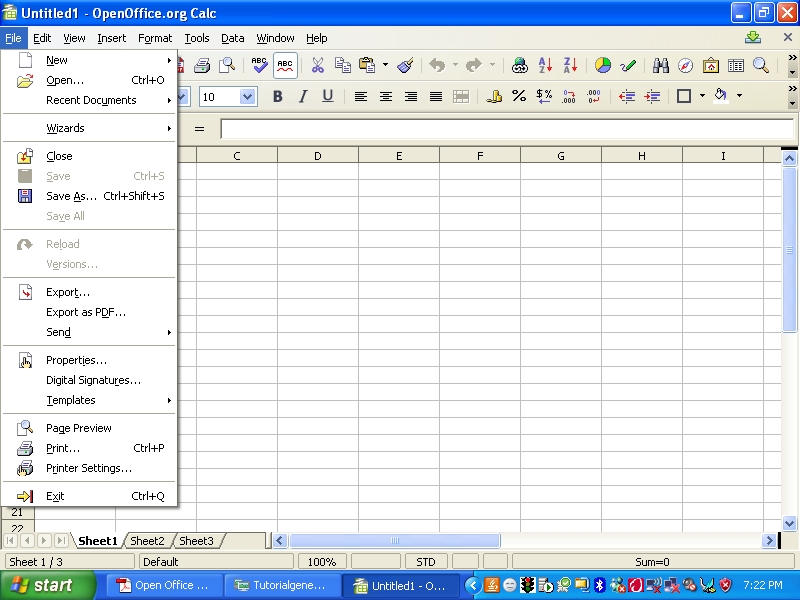 Untitled1 - OpenOffice.org Calc
File Edit View Insert Format Tools Data Window Help
New
Open... Ctrl+O
Recent Documents
Wizards
Close
Save Ctrl+S
Save As... Ctrl+Shift+S
Save All
Reload
Versions...
Export...
Export as PDF...
Send
Properties...
Digital Signatures...
Templates
Page Preview
Print... Ctrl+P
Printer Settings...
Exit Ctrl+Q
ABC ABC
10 B I U % $%
=
C D E F G H I
21
22
Sheet1 Sheet2 Sheet3
Sheet 1 / 3 Default 100% STD Sum=0
start Open Office ... Tutorialgene... Untitled1 - O... 7:22 PM